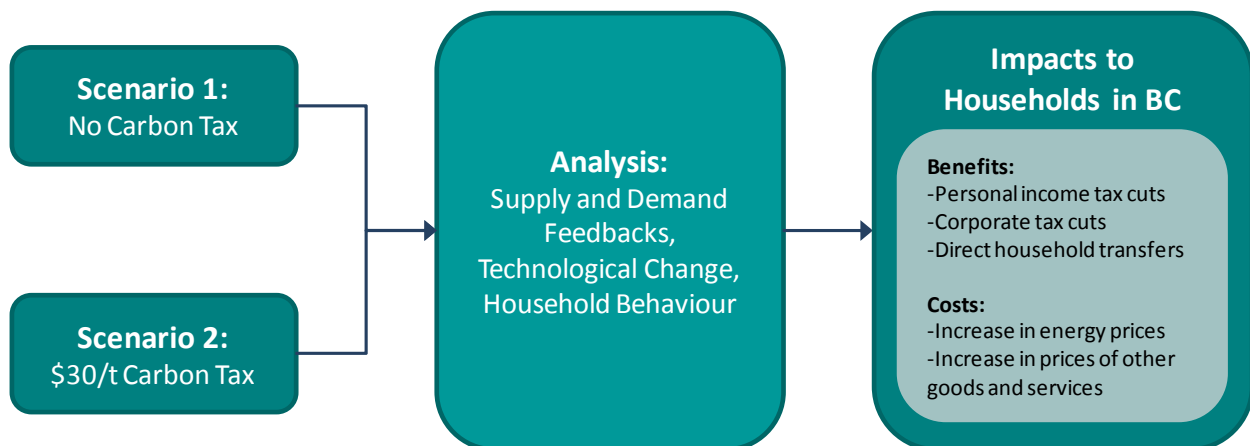 Scenario 1:
No Carbon Tax
Scenario 2:
$30/t Carbon Tax
Analysis:
Supply and Demand
Feedbacks,
Technological Change,
Household Behaviour
Impacts to
Households in BC
Benefits:
-Personal income tax cuts
-Corporate tax cuts
-Direct household transfers
Costs:
-Increase in energy prices
-Increase in prices of other
goods and services